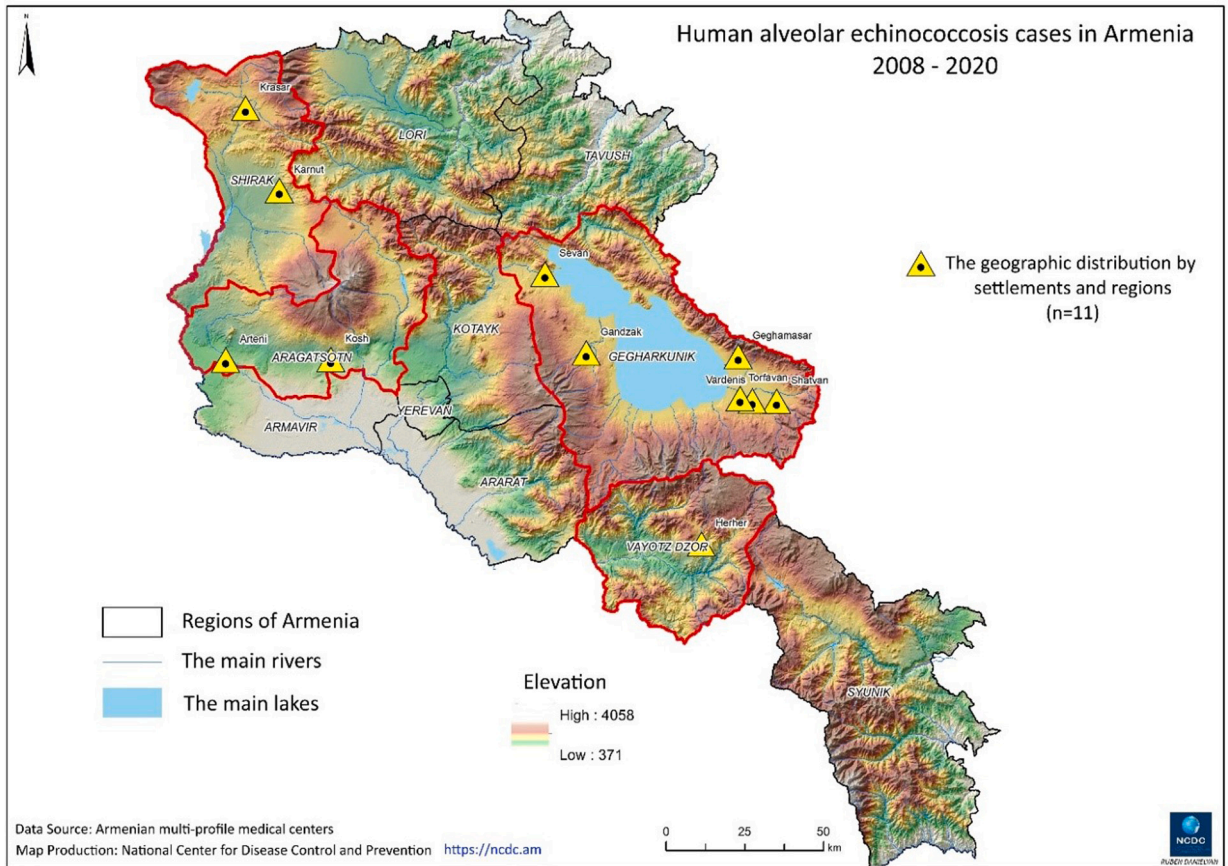 Human alveolar echinococcosis cases in Armenia
2008 - 2020
N
Krasar
LORI
TAVUSH
SHIRAK
Karnut
Sevan
The geographic distribution by
settlements and regions
(n=11)
Arteni
ARAGATSOTN
Kosh
KOTAYK
Gandzak
GEGHARKUNIK
Geghamasar
Vardenis
Torfavan
Shatvan
ARMAVIR
YEREVAN
ARARAT
Herher
VAYOTZ DZOR
SYUNIK
Regions of Armenia
The main rivers
The main lakes
Elevation
High : 4058
Low : 371
Data Source: Armenian multi-profile medical centers
Map Production: National Center for Disease Control and Prevention https://ncdc.am
0 25 50
km
NCDC
RUBEN DANIELYAN